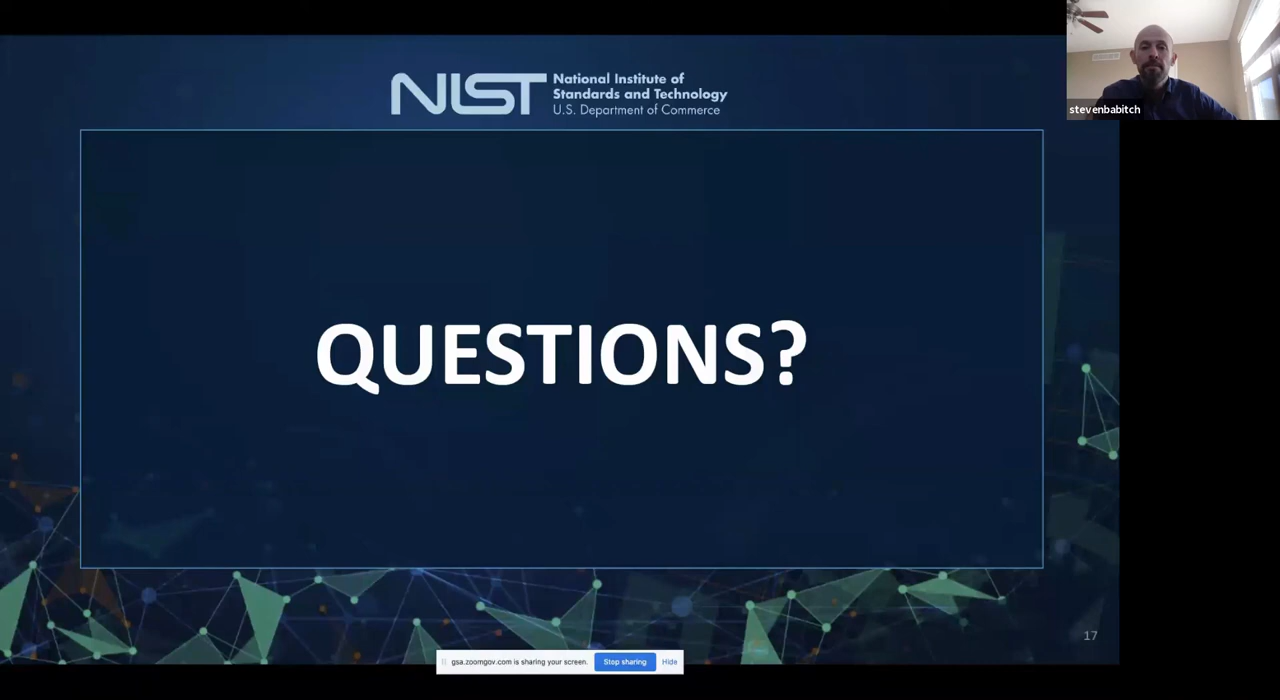 NIST
National Institute of
Standards and Technology
U.S. Department of Commerce
stevenbabitch
QUESTIONS?
17
gsa.zoomgov.com is sharing your screen.
Stop sharing
Hide